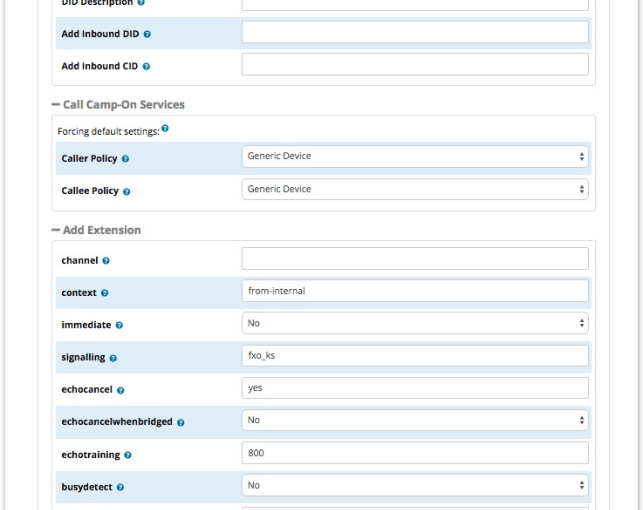 DID Description
Add Inbound DID
Add Inbound CID
Call Camp-On Services
Forcing default settings:
Caller Policy Generic Device
Callee Policy Generic Device
Add Extension
channel
context from-internal
immediate No
signalling fxo_ks
echocancel yes
echocancelwhenbridged No
echotraining 800
busydetect No